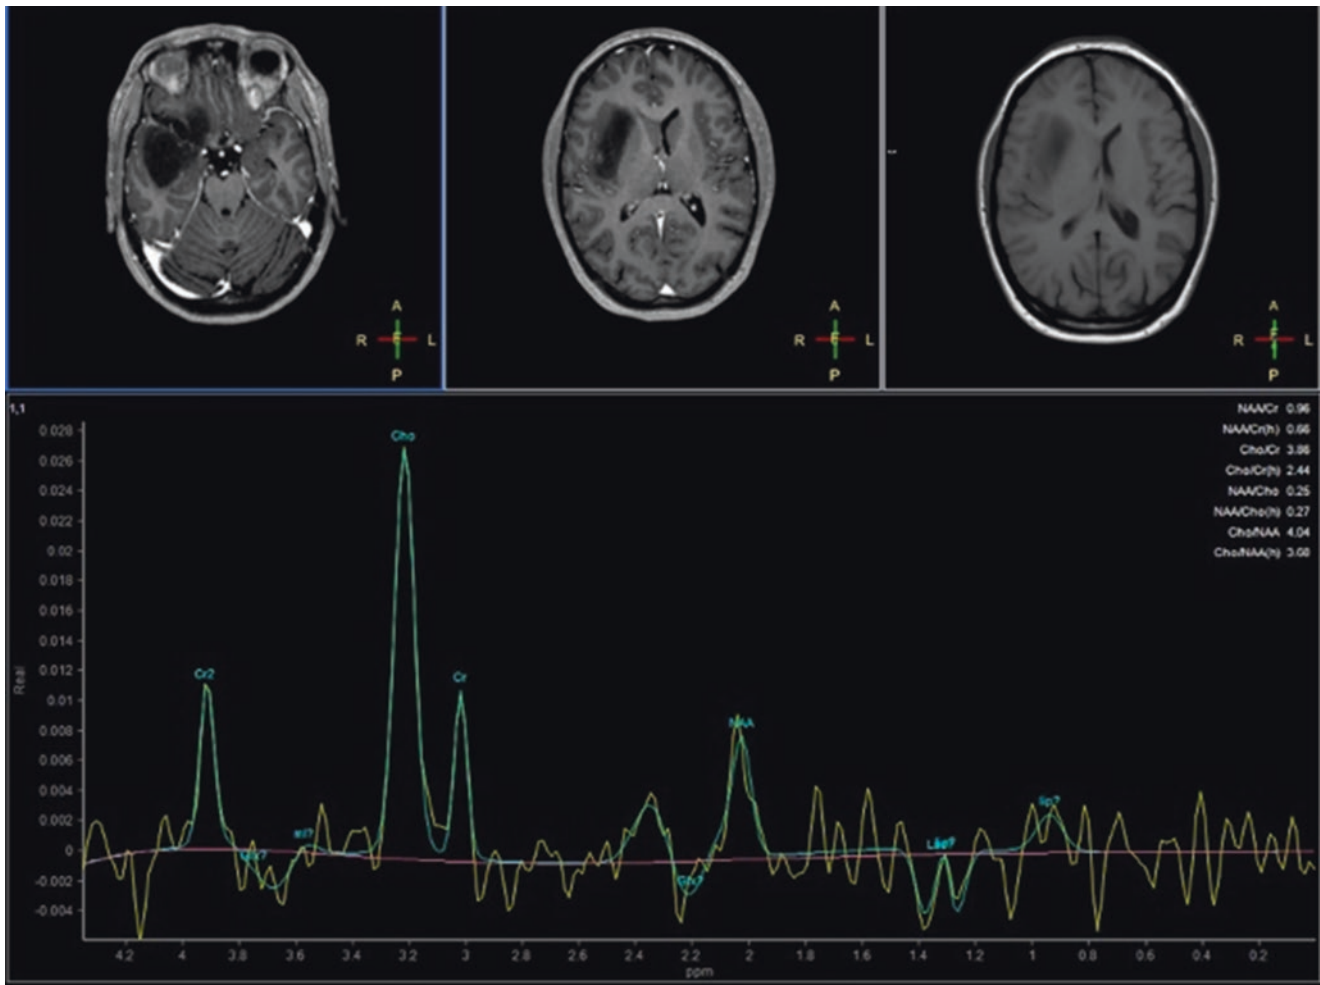 A
R L
P
A
R L
P
A
R L
P
1,1
NAA/Cr 0.96
NAA/Cr(h) 0.66
Cho/Cr 3.86
Cho/Cr(h) 2.44
NAA/Cho 0.25
NAA/Cho(h) 0.27
Cho/NAA 4.04
Cho/NAA(h) 3.68
0.028
0.026
0.024
0.022
0.02
0.018
0.016
0.014
0.012
0.01
0.008
0.006
0.004
0.002
0
-0.002
-0.004
Real
Cr2
Glx?
mI?
Cho
Cr
Glx?
NAA
lip?
4.2 4 3.8 3.6 3.4 3.2 3 2.8 2.6 2.4 2.2 2 1.8 1.6 1.4 1.2 1 0.8 0.6 0.4 0.2
ppm